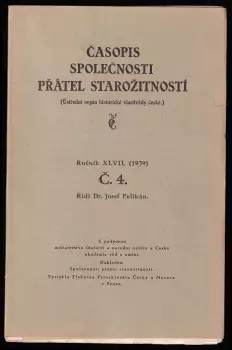 ČASOPIS
SPOLEČNOSTI
PŘÁTEL STAROŽITNOSTÍ
(Ústřední orgán historické vlastivědy české.)
Ročník XLVII. (1939)
Č. 4.
Řídí Dr. Josef Pelikán.
S podporou
ministerstva školství a národní osvěty a České
akademie věd a umění
Nákladem
Společnosti přátel starožitností.
Vytiskla Tiskárna Protektorátu Čechy a Morava
v Praze.